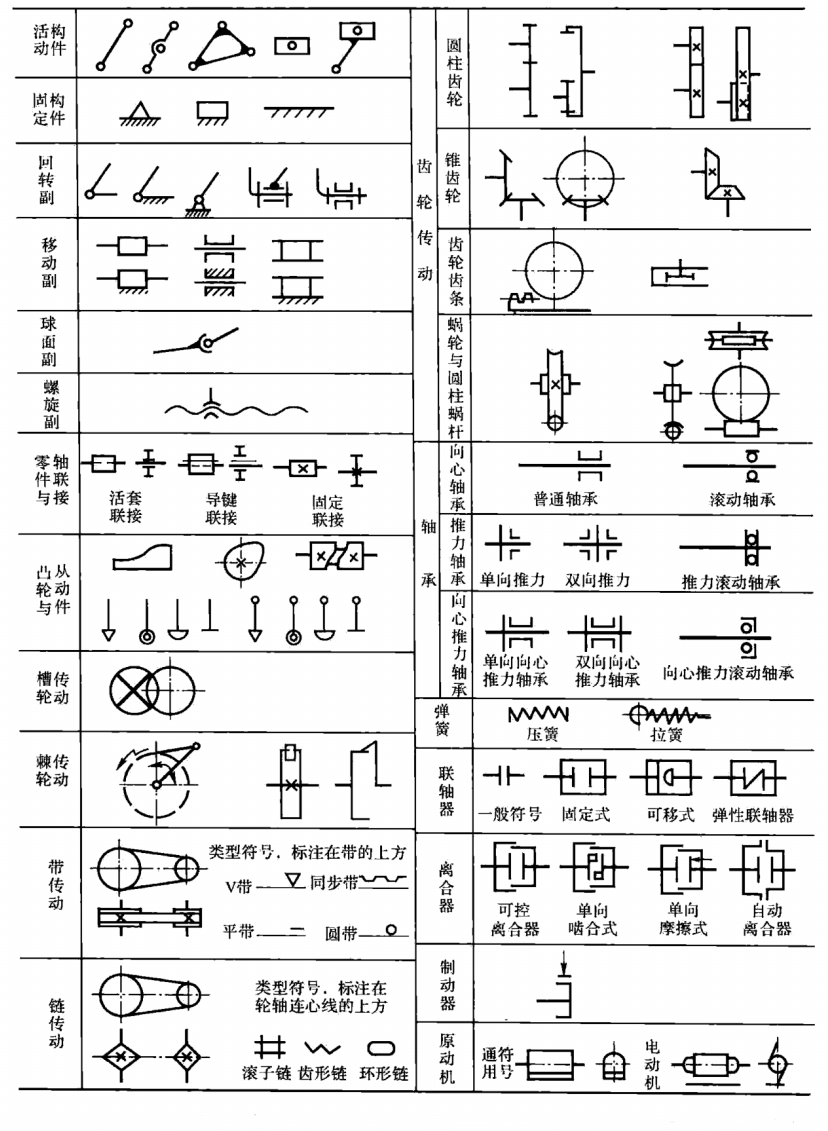 活构
动件
固构
定件
回
转
副
移
动
副
球
面
副
螺
旋
副
零轴
件联
与接
活套
联接
导键
联接
固定
联接
凸从
轮动
与件
槽传
轮动
棘传
轮动
带
传
动
类型符号，标注在带的上方
V带
同步带
平带
圆带
链
传
动
类型符号，标注在
轮轴连心线的上方
滚子链 齿形链 环形链
齿
轮
传
动
圆
柱
齿
轮
锥
齿
轮
齿
轮
齿
条
蜗
轮
与
圆
柱
蜗
杆
轴
承
向
心
轴
承
普通轴承
滚动轴承
推
力
轴
承
单向推力
双向推力
推力滚动轴承
向
心
推
力
轴
承
单向向心
推力轴承
双向向心
推力轴承
向心推力滚动轴承
弹
簧
压簧
拉簧
联
轴
器
一般符号
固定式
可移式
弹性联轴器
离
合
器
可控
离合器
单向
啮合式
单向
摩擦式
自动
离合器
制
动
器
原
动
机
通符
用号
电
动
机